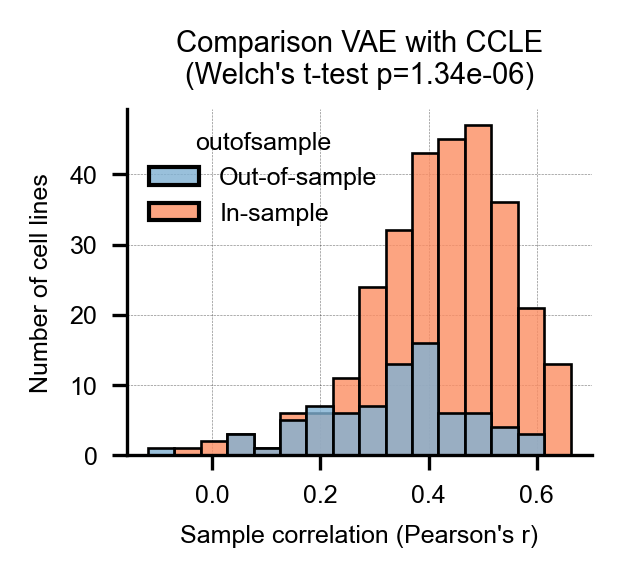 Comparison VAE with CCLE
(Welch's t-test p=1.34e-06)
outofsample
Out-of-sample
In-sample
Number of cell lines
40
30
20
10
0
0.0 0.2 0.4 0.6
Sample correlation (Pearson's r)